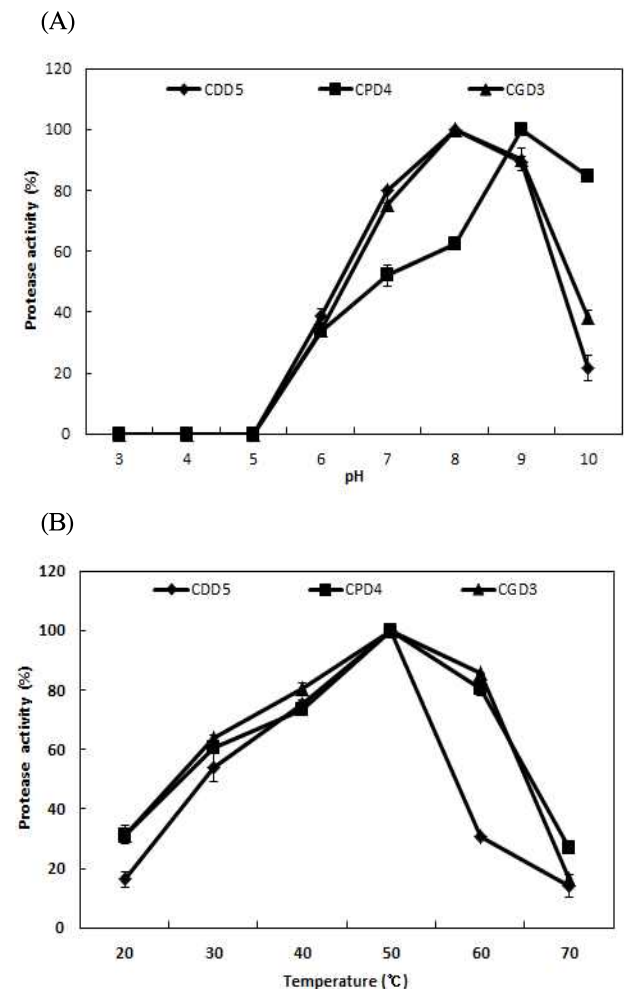 (A)
120
CDD5 CPD4 CGD3
100
80
60
40
20
0
Protease activity (%)
3 4 5 6 7 8 9 10
pH
(B)
120
CDD5 CPD4 CGD3
100
80
60
40
20
0
Protease activity (%)
20 30 40 50 60 70
Temperature (℃)